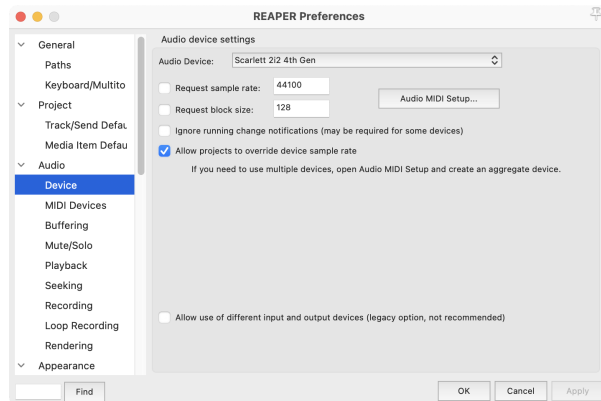 REAPER Preferences
General
Paths
Keyboard/Multito
Project
Track/Send Defau
Media Item Defau
Audio
Device
MIDI Devices
Buffering
Mute/Solo
Playback
Seeking
Recording
Loop Recording
Rendering
Appearance
Find
Audio device settings
Audio Device: Scarlett 2i2 4th Gen
Request sample rate: 44100
Request block size: 128
Audio MIDI Setup...
Ignore running change notifications (may be required for some devices)
Allow projects to override device sample rate
If you need to use multiple devices, open Audio MIDI Setup and create an aggregate device.
Allow use of different input and output devices (legacy option, not recommended)
OK Cancel Apply